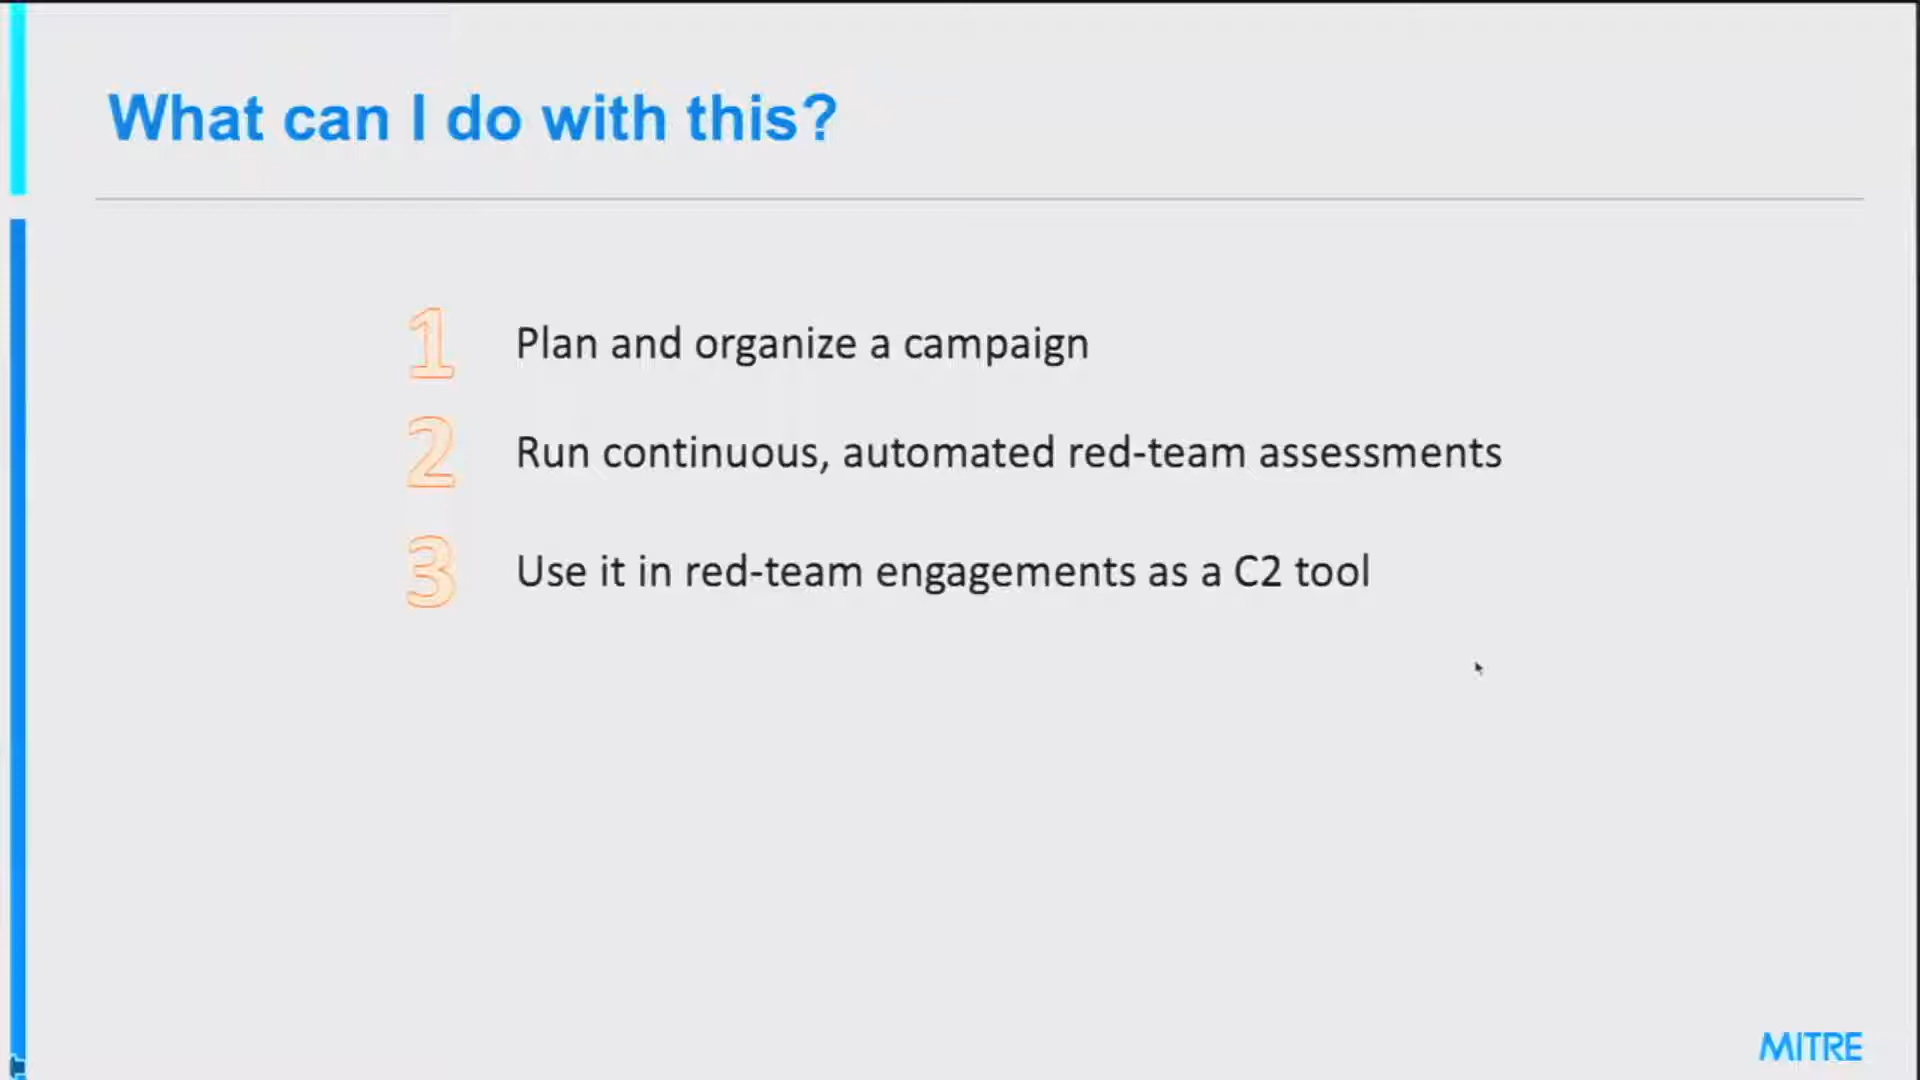 What can I do with this?
1 Plan and organize a campaign
2 Run continuous, automated red-team assessments
3 Use it in red-team engagements as a C2 tool
MITRE